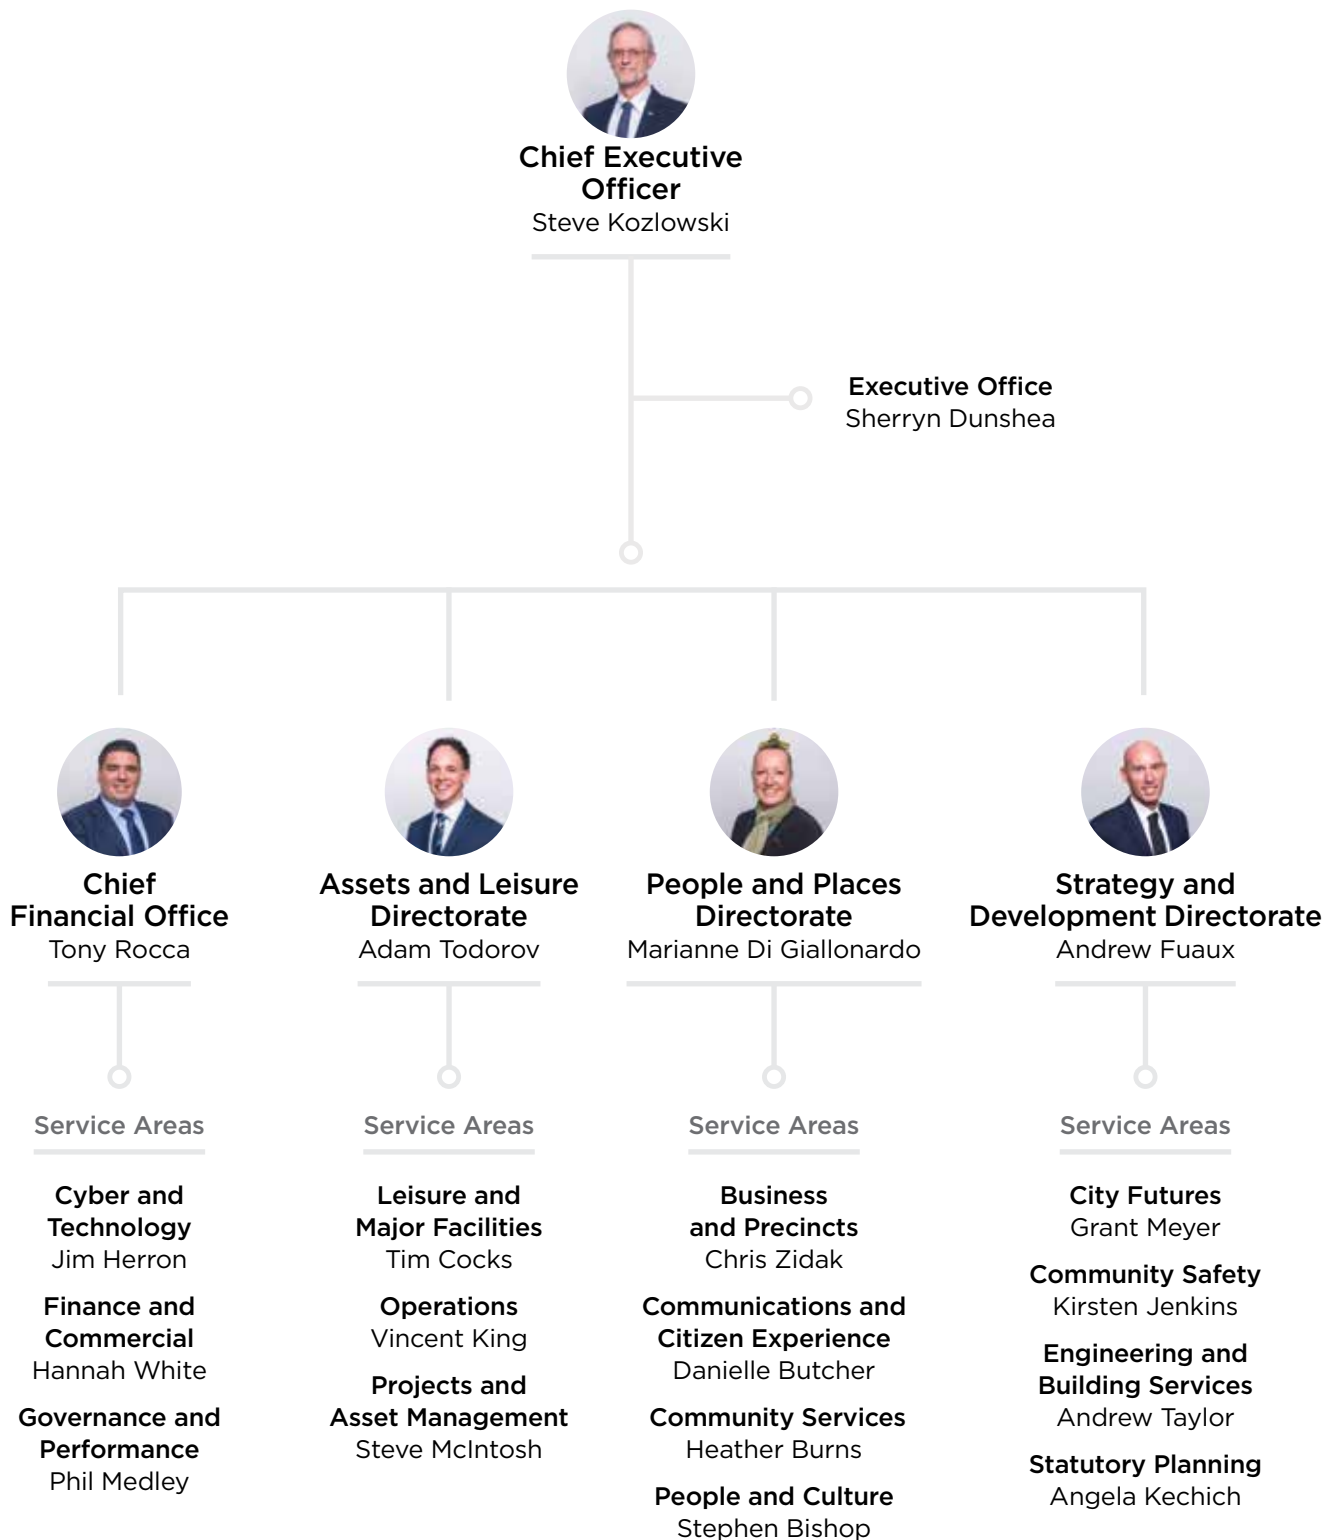 Chief Executive
Officer
Steve Kozlowski
Executive Office
Sherryn Dunshea
Chief
Financial Office
Tony Rocca
Assets and Leisure
Directorate
Adam Todorov
People and Places
Directorate
Marianne Di Giallonardo
Strategy and
Development Directorate
Andrew Fuaux
Service Areas
Cyber and
Technology
Jim Herron
Finance and
Commercial
Hannah White
Governance and
Performance
Phil Medley
Service Areas
Leisure and
Major Facilities
Tim Cocks
Operations
Vincent King
Projects and
Asset Management
Steve McIntosh
Service Areas
Business
and Precincts
Chris Zidak
Communications and
Citizen Experience
Danielle Butcher
Community Services
Heather Burns
People and Culture
Stephen Bishop
Service Areas
City Futures
Grant Meyer
Community Safety
Kirsten Jenkins
Engineering and
Building Services
Andrew Taylor
Statutory Planning
Angela Kechich